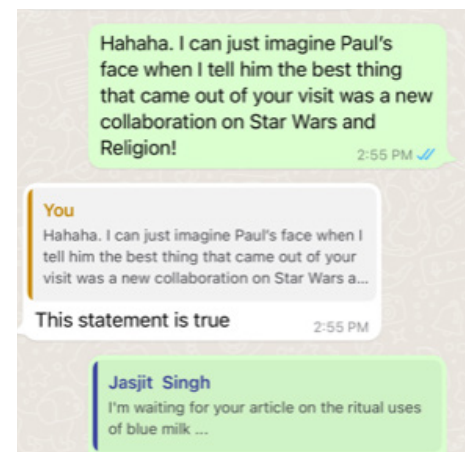 Hahaha. I can just imagine Paul's
face when I tell him the best thing
that came out of your visit was a new
collaboration on Star Wars and
Religion!
2:55 PM
You
Hahaha. I can just imagine Paul's face when I
tell him the best thing that came out of your
visit was a new collaboration on Star Wars a...
This statement is true
2:55 PM
Jasjit Singh
I'm waiting for your article on the ritual uses
of blue milk ...